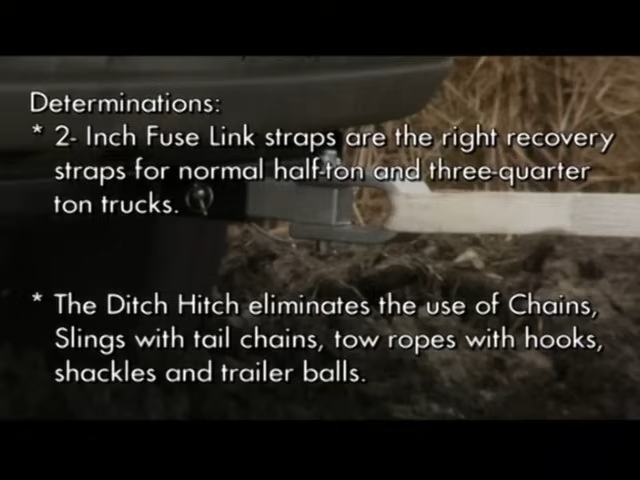 Determinations:
* 2- Inch Fuse Link straps are the right recovery
straps for normal half-ton and three-quarter
ton trucks.
* The Ditch Hitch eliminates the use of Chains,
Slings with tail chains, tow ropes with hooks,
shackles and trailer balls.